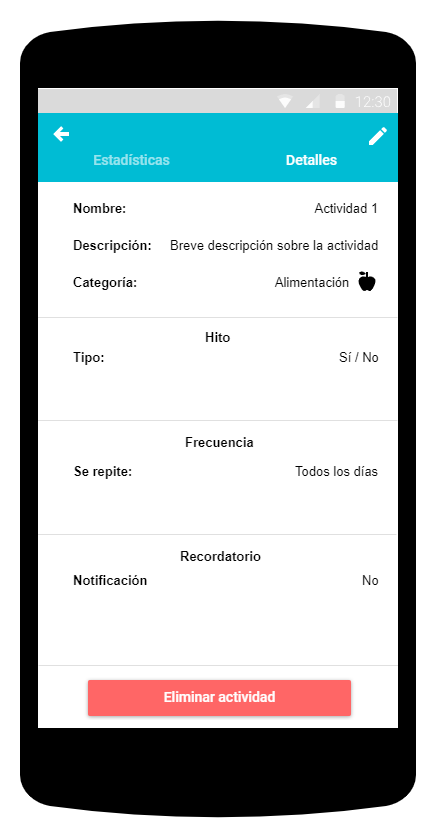 12:30
Estadísticas Detalles
Nombre: Actividad 1
Descripción: Breve descripción sobre la actividad
Categoría: Alimentación
Hito
Tipo: Sí / No
Frecuencia
Se repite: Todos los días
Recordatorio
Notificación No
Eliminar actividad